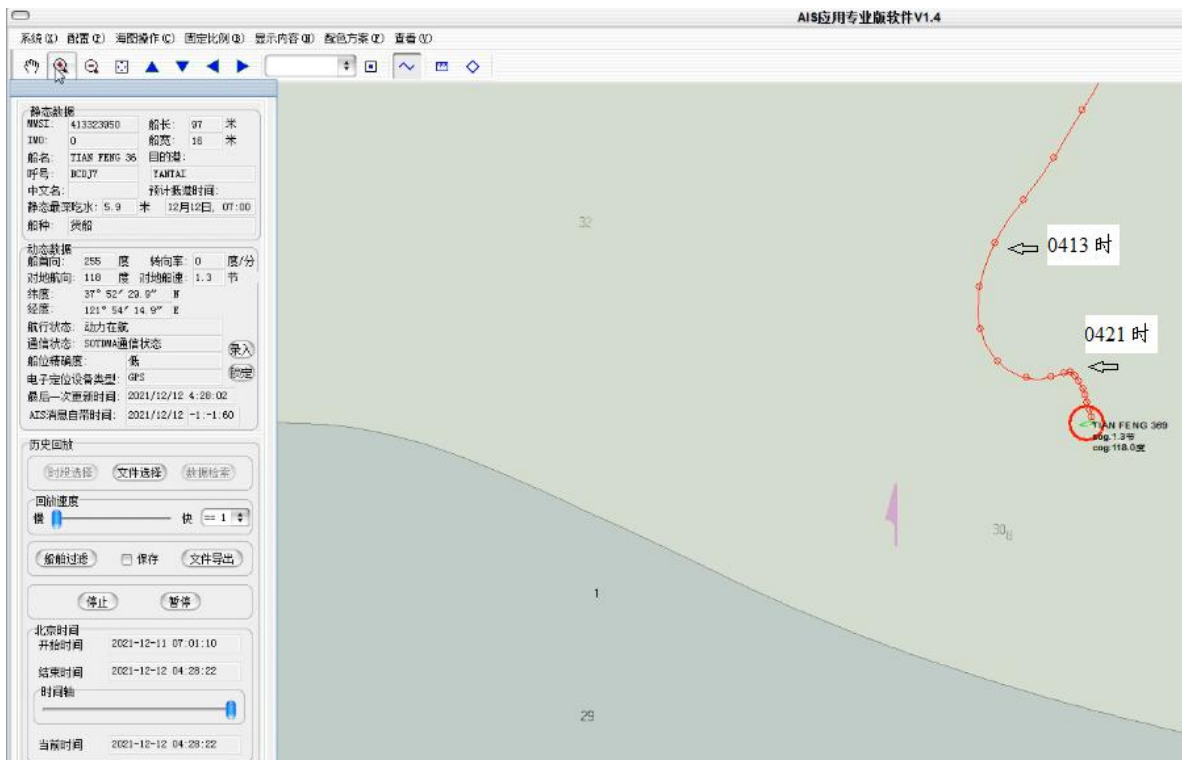 AIS应用专业版软件V1.4
系统(X) 配置(P) 海图操作(C) 固定比例(B) 显示内容(W) 配色方案(P) 查看(V)
静态数据
MMSI: 413323950 船长: 97 米
IMO: 0 船宽: 16 米
船名: TIAN FENG 36 目的港:
呼号: BCDJ7 YANTAI
中文名: 预计抵港时间:
静态最深吃水: 5.9 米 12月12日, 07:00
船种: 货船
动态数据
船首向: 255 度 转向率: 0 度/分
对地航向: 118 度 对地船速: 1.3 节
纬度: 37° 52′ 29.9″ N
经度: 121° 54′ 14.9″ E
航行状态: 动力在航
通信状态: SOTDMA通信状态
录入
船位精确度: 低
电子定位设备类型: GPS
锁定
最后一次更新时间: 2021/12/12 4:28:02
AIS消息自带时间: 2021/12/12 -1:-1:60
历史回放
时段选择 文件选择 数据检索
回放速度
慢 快 == 1
船舶过滤 保存 文件导出
停止 暂停
北京时间
开始时间 2021-12-11 07:01:10
结束时间 2021-12-12 04:28:22
时间轴
当前时间 2021-12-12 04:28:22
32
0413 时
0421 时
TIAN FENG 369
sog:1.3节
cog:118.0度
30 8
1
29